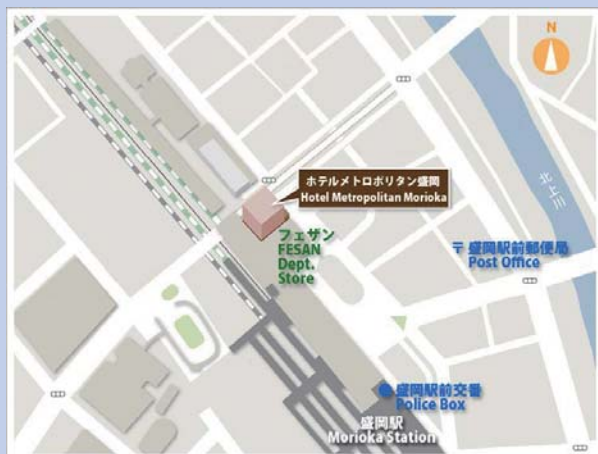 N
ホテルメトロポリタン盛岡
Hotel Metropolitan Morioka
北上川
フェザン
FESAN
Dept.
Store
〒 盛岡駅前郵便局
Post Office
盛岡駅前交番
Police Box
盛岡駅
Morioka Station